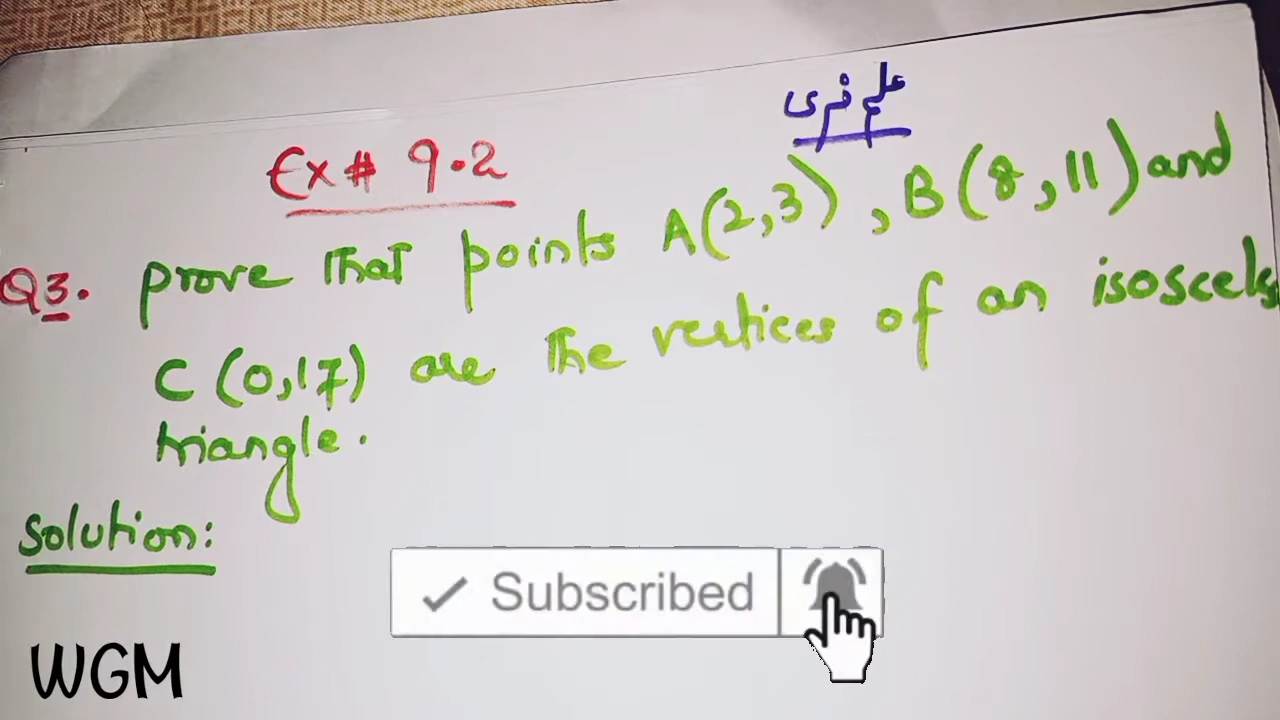 علم فری
Ex# 9.2
Q3. prove that points A(2,3), B(8,11) and
C(0,17) are the vertices of an isoscels
triangle.
Solution:
Subscribed
WGM